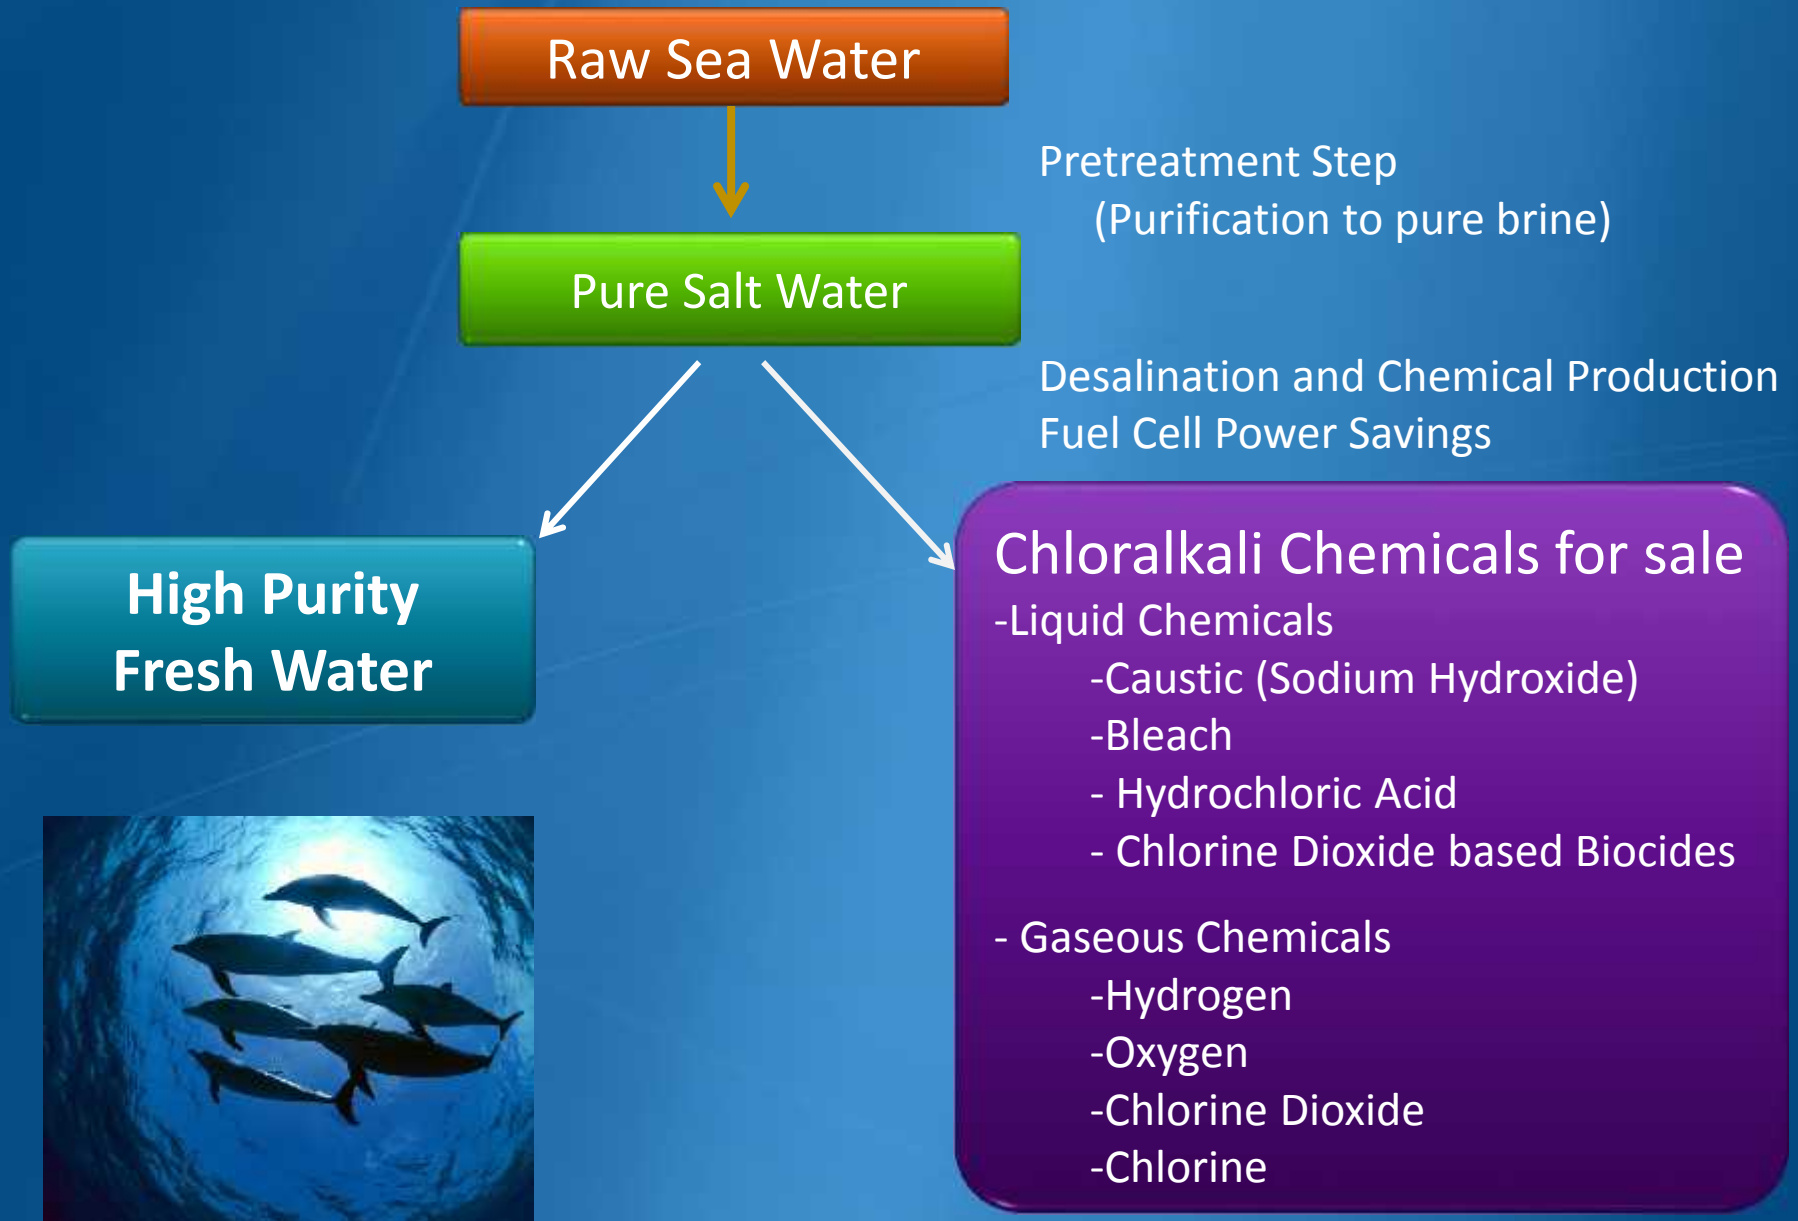 Raw Sea Water
Pretreatment Step
(Purification to pure brine)
Pure Salt Water
Desalination and Chemical Production
Fuel Cell Power Savings
High Purity
Fresh Water
Chloralkali Chemicals for sale
-Liquid Chemicals
-Caustic (Sodium Hydroxide)
-Bleach
- Hydrochloric Acid
- Chlorine Dioxide based Biocides
- Gaseous Chemicals
-Hydrogen
-Oxygen
-Chlorine Dioxide
-Chlorine